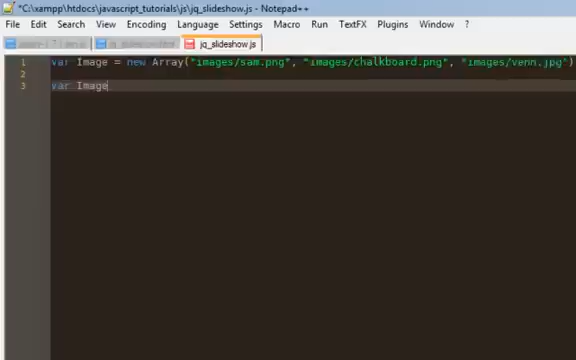 *C:\xampp\htdocs\javascript_tutorials\js\jq_slideshow.js - Notepad++
File Edit Search View Encoding Language Settings Macro Run TextFX Plugins Window ?
jq_slideshow.js
1 var Image = new Array("images/sam.png", "images/chalkboard.png", "images/venn.jpg")
2
3 var Image